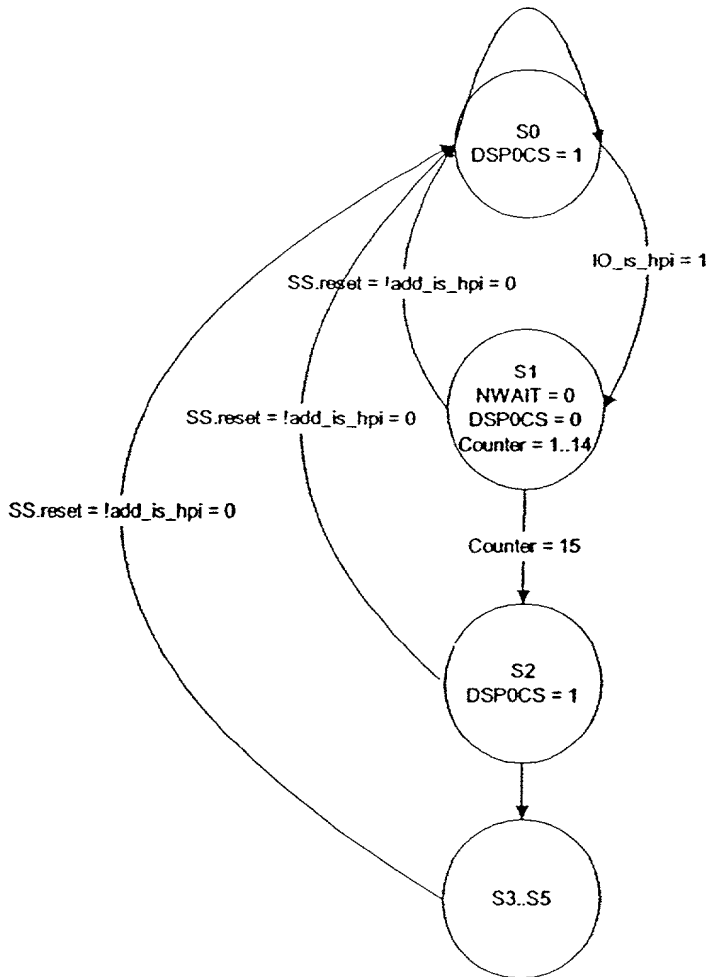 S0
DSP0CS = 1
IO_is_hpi = 1
SS.reset = !add_is_hpi = 0
S1
NWAIT = 0
DSP0CS = 0
Counter = 1..14
SS.reset = !add_is_hpi = 0
SS.reset = !add_is_hpi = 0
Counter = 15
S2
DSP0CS = 1
S3..S5